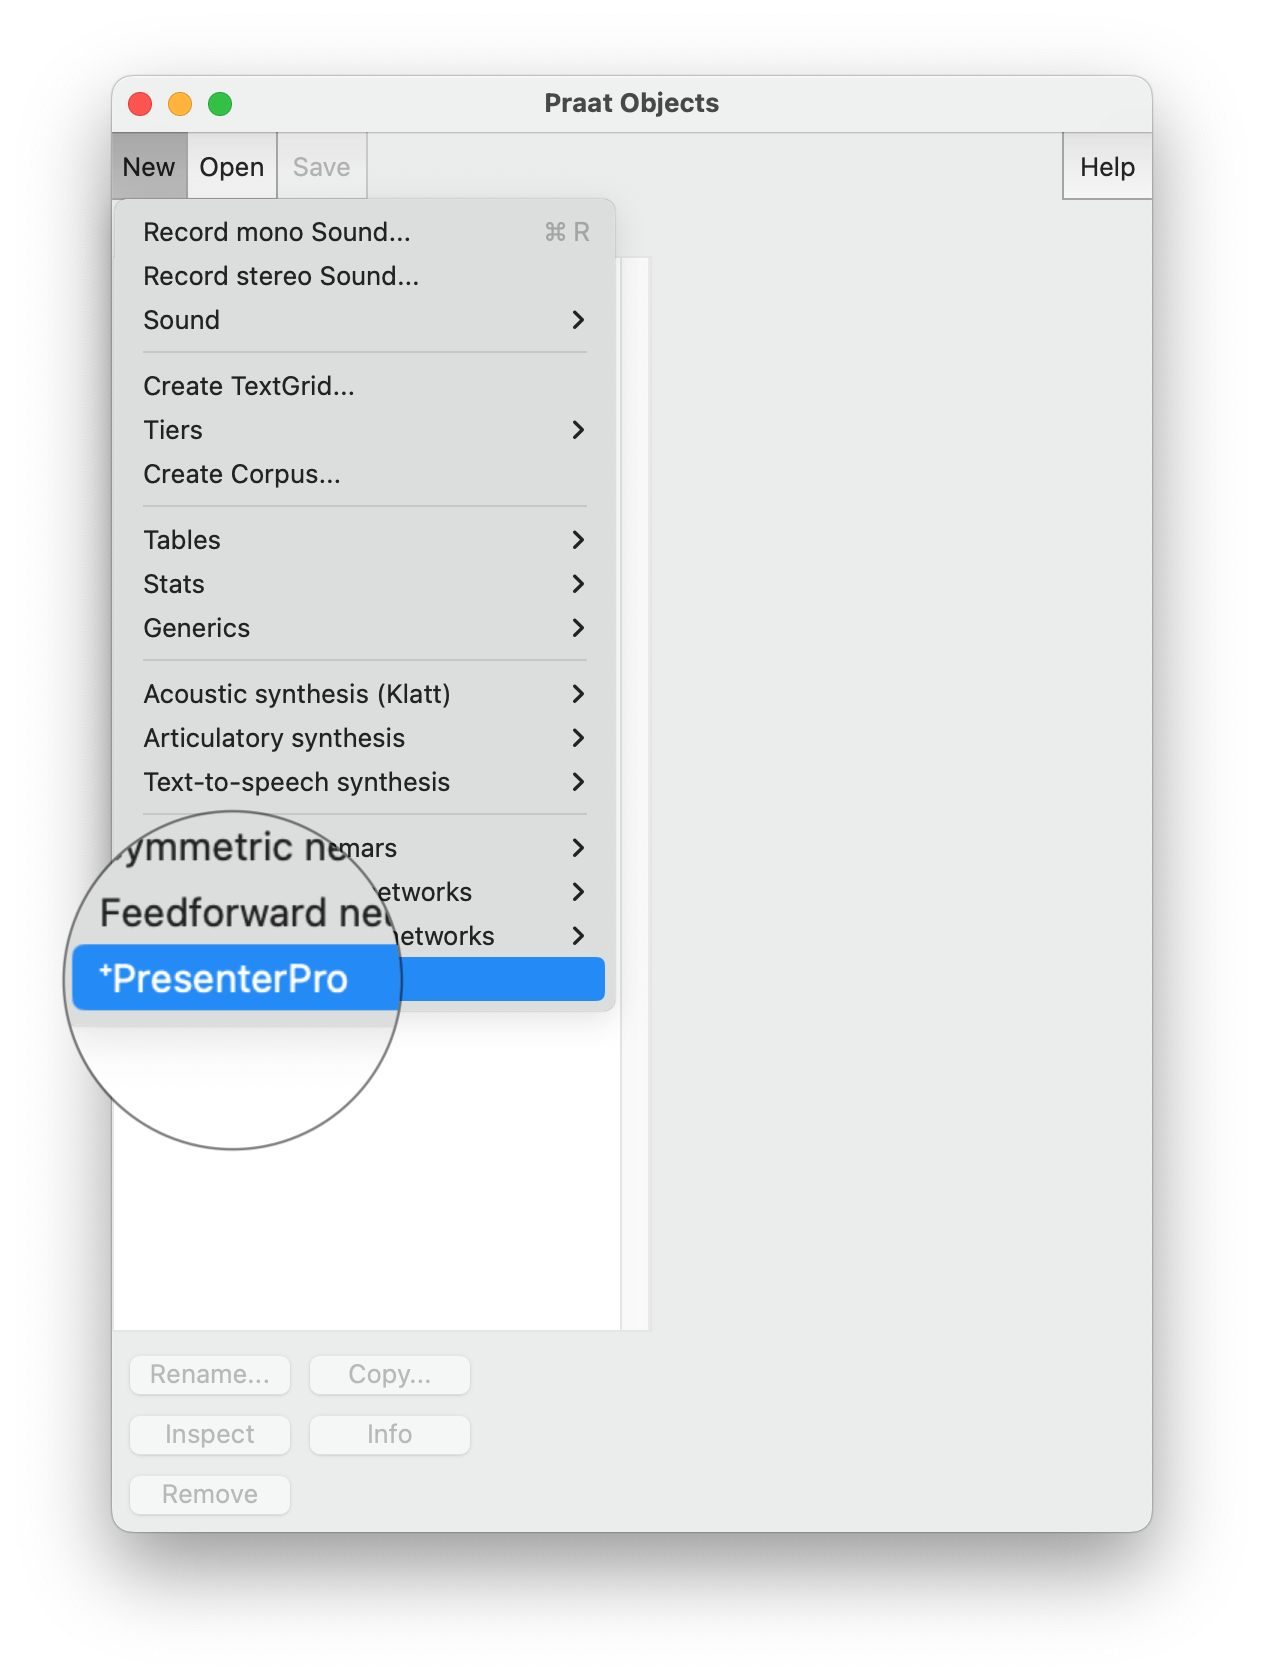 Praat Objects
New Open Save Help
Record mono Sound... ⌘ R
Record stereo Sound...
Sound
Create TextGrid...
Tiers
Create Corpus...
Tables
Stats
Generics
Acoustic synthesis (Klatt)
Articulatory synthesis
Text-to-speech synthesis
ymmetric ne mars
etworks
Feedforward neu networks
⁺PresenterPro
Rename... Copy...
Inspect Info
Remove